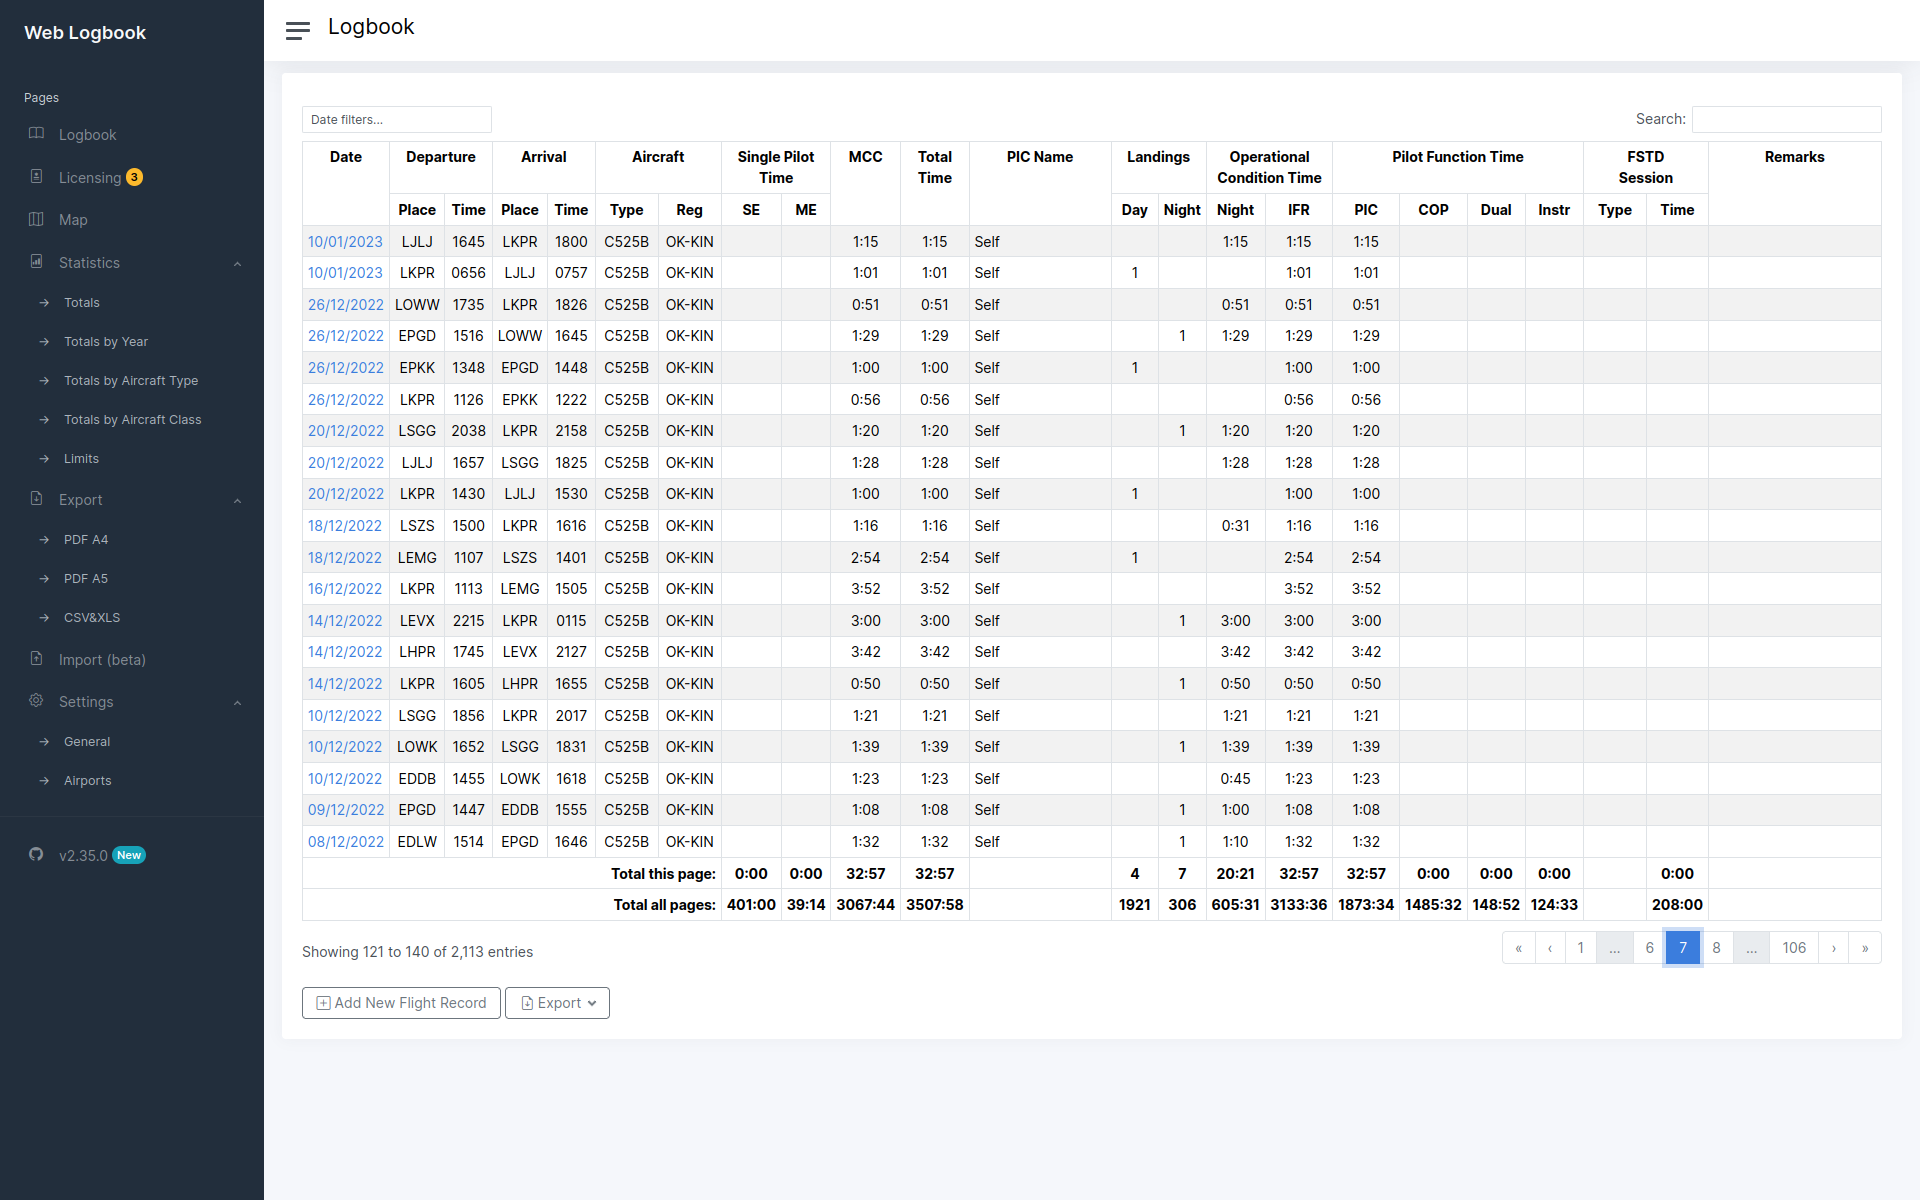 Web Logbook
Logbook
Pages
Logbook
Licensing 3
Map
Statistics
Totals
Totals by Year
Totals by Aircraft Type
Totals by Aircraft Class
Limits
Export
PDF A4
PDF A5
CSV&XLS
Import (beta)
Settings
General
Airports
v2.35.0 New
Date filters...
Search:
Date Departure Arrival Aircraft Single Pilot Time MCC Total Time PIC Name Landings Operational Condition Time Pilot Function Time FSTD Session Remarks
Place Time Place Time Type Reg SE ME Day Night Night IFR PIC COP Dual Instr Type Time
10/01/2023 LJLJ 1645 LKPR 1800 C525B OK-KIN 1:15 1:15 Self 1:15 1:15 1:15
10/01/2023 LKPR 0656 LJLJ 0757 C525B OK-KIN 1:01 1:01 Self 1 1:01 1:01
26/12/2022 LOWW 1735 LKPR 1826 C525B OK-KIN 0:51 0:51 Self 0:51 0:51 0:51
26/12/2022 EPGD 1516 LOWW 1645 C525B OK-KIN 1:29 1:29 Self 1 1:29 1:29 1:29
26/12/2022 EPKK 1348 EPGD 1448 C525B OK-KIN 1:00 1:00 Self 1 1:00 1:00
26/12/2022 LKPR 1126 EPKK 1222 C525B OK-KIN 0:56 0:56 Self 0:56 0:56
20/12/2022 LSGG 2038 LKPR 2158 C525B OK-KIN 1:20 1:20 Self 1 1:20 1:20 1:20
20/12/2022 LJLJ 1657 LSGG 1825 C525B OK-KIN 1:28 1:28 Self 1:28 1:28 1:28
20/12/2022 LKPR 1430 LJLJ 1530 C525B OK-KIN 1:00 1:00 Self 1 1:00 1:00
18/12/2022 LSZS 1500 LKPR 1616 C525B OK-KIN 1:16 1:16 Self 0:31 1:16 1:16
18/12/2022 LEMG 1107 LSZS 1401 C525B OK-KIN 2:54 2:54 Self 1 2:54 2:54
16/12/2022 LKPR 1113 LEMG 1505 C525B OK-KIN 3:52 3:52 Self 3:52 3:52
14/12/2022 LEVX 2215 LKPR 0115 C525B OK-KIN 3:00 3:00 Self 1 3:00 3:00 3:00
14/12/2022 LHPR 1745 LEVX 2127 C525B OK-KIN 3:42 3:42 Self 3:42 3:42 3:42
14/12/2022 LKPR 1605 LHPR 1655 C525B OK-KIN 0:50 0:50 Self 1 0:50 0:50 0:50
10/12/2022 LSGG 1856 LKPR 2017 C525B OK-KIN 1:21 1:21 Self 1:21 1:21 1:21
10/12/2022 LOWK 1652 LSGG 1831 C525B OK-KIN 1:39 1:39 Self 1 1:39 1:39 1:39
10/12/2022 EDDB 1455 LOWK 1618 C525B OK-KIN 1:23 1:23 Self 0:45 1:23 1:23
09/12/2022 EPGD 1447 EDDB 1555 C525B OK-KIN 1:08 1:08 Self 1 1:00 1:08 1:08
08/12/2022 EDLW 1514 EPGD 1646 C525B OK-KIN 1:32 1:32 Self 1 1:10 1:32 1:32
Total this page: 0:00 0:00 32:57 32:57 4 7 20:21 32:57 32:57 0:00 0:00 0:00 0:00
Total all pages: 401:00 39:14 3067:44 3507:58 1921 306 605:31 3133:36 1873:34 1485:32 148:52 124:33 208:00
Showing 121 to 140 of 2,113 entries
« ‹ 1 ... 6 7 8 ... 106 › »
Add New Flight Record Export